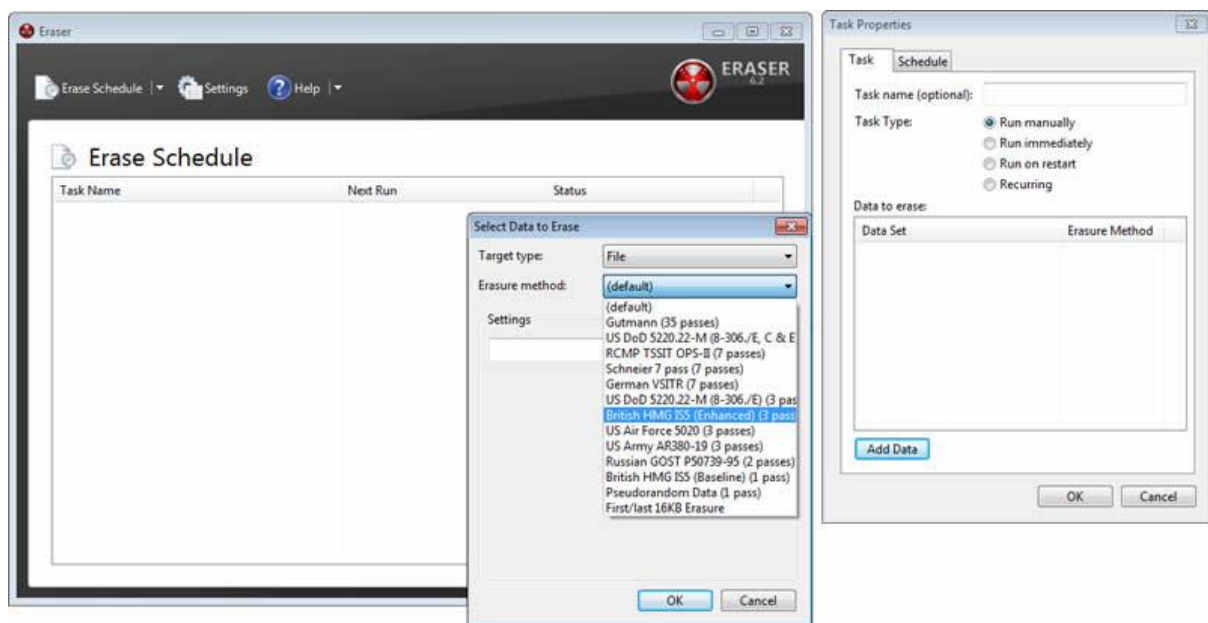 Eraser
Erase Schedule
Settings
Help
ERASER
6.2
Erase Schedule
Task Name Next Run Status
Select Data to Erase
Target type: File
Erasure method: (default)
Settings
(default)
Gutmann (35 passes)
US DoD 5220.22-M (8-306./E, C & E
RCMP TSSIT OPS-II (7 passes)
Schneier 7 pass (7 passes)
German VSITR (7 passes)
US DoD 5220.22-M (8-306./E) (3 pas
British HMG IS5 (Enhanced) (3 pass
US Air Force 5020 (3 passes)
US Army AR380-19 (3 passes)
Russian GOST P50739-95 (2 passes)
British HMG IS5 (Baseline) (1 pass)
Pseudorandom Data (1 pass)
First/last 16KB Erasure
OK Cancel
Task Properties
Task Schedule
Task name (optional):
Task Type: Run manually
Run immediately
Run on restart
Recurring
Data to erase:
Data Set Erasure Method
Add Data
OK Cancel